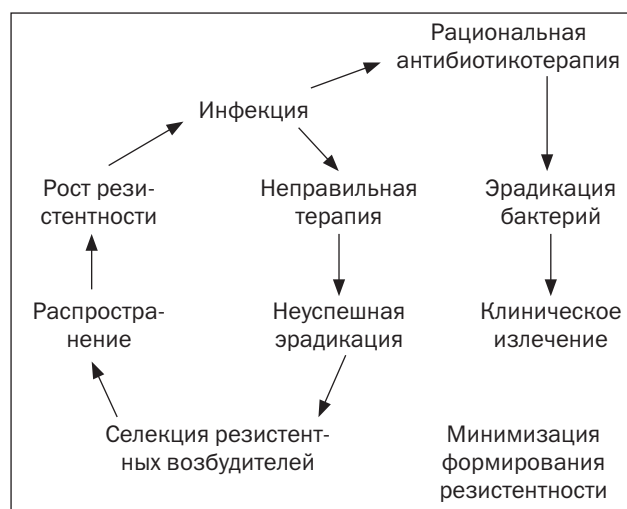 Рациональная
антибиотикотерапия
Инфекция
Рост рези-
стентности
Неправильная
терапия
Эрадикация
бактерий
Распростра-
нение
Неуспешная
эрадикация
Клиническое
излечение
Селекция резистент-
ных возбудителей
Минимизация
формирования
резистентности